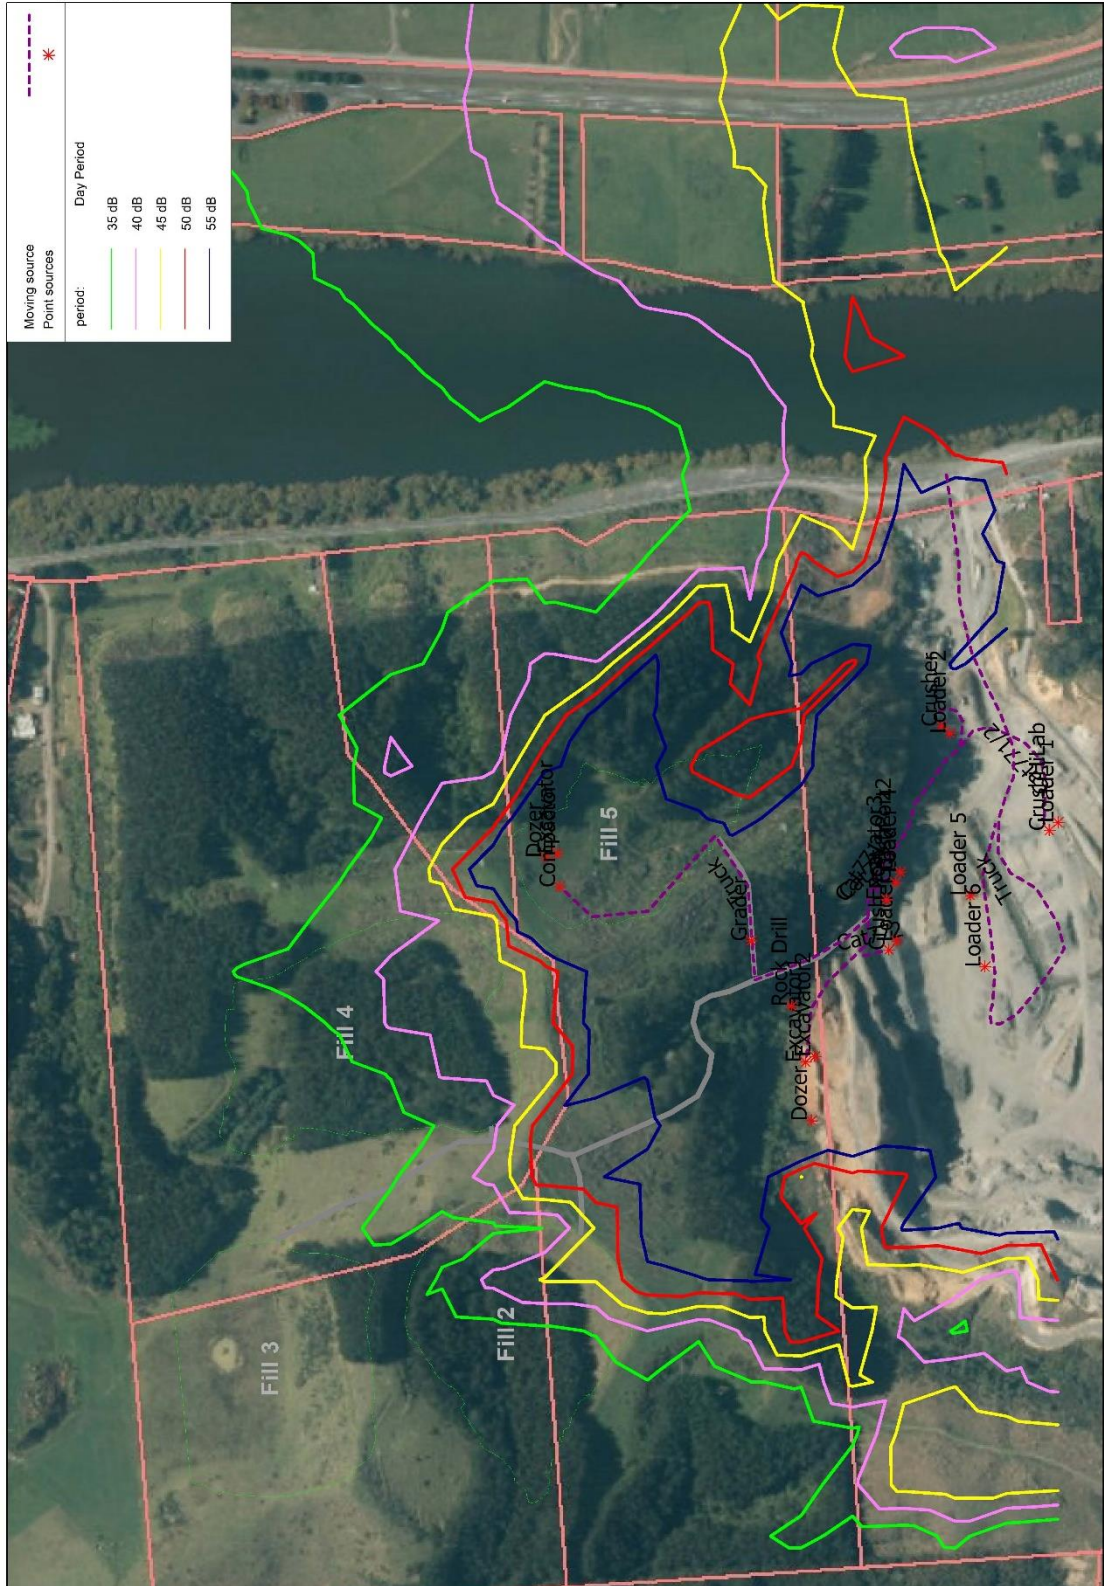 Moving source
Point sources
period:
Day Period
35 dB
40 dB
45 dB
50 dB
55 dB
Fill 4
Fill 3
Fill 2
Fill 5
Dozer
Compactor
Truck
Grader
Rock Drill
Excavator2
Dozer
Crusher
Loader 2
Loader 5
Truck
Loader 6
Loader 1